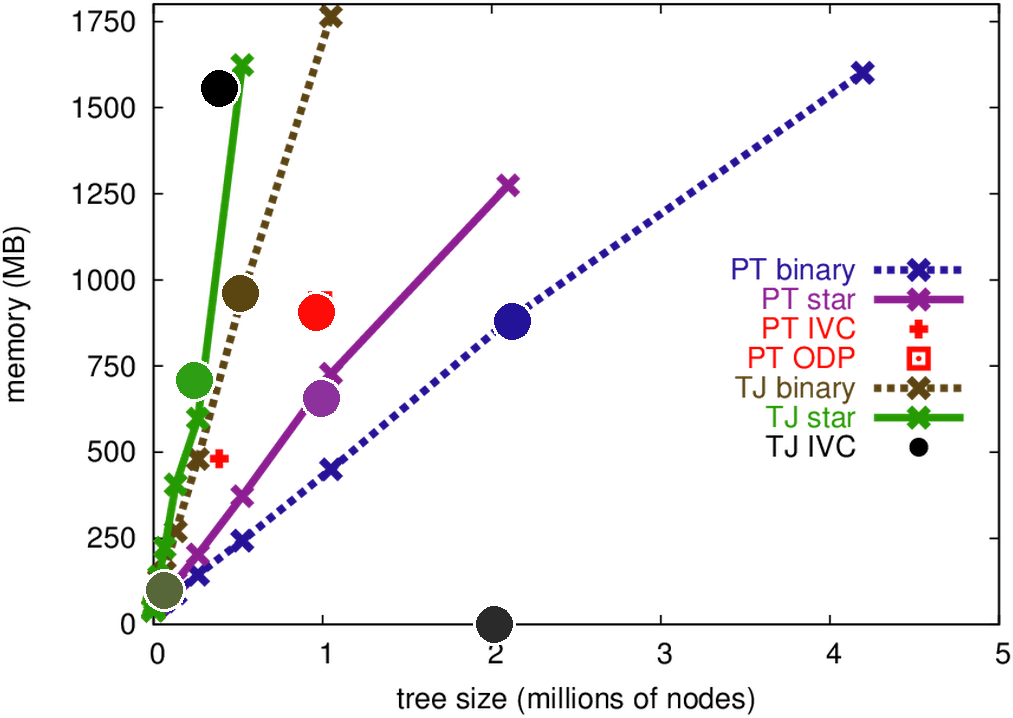 1750
1500
1250
1000
750
500
250
0
memory (MB)
PT binary
PT star
PT IVC
PT ODP
TJ binary
TJ star
TJ IVC
0 1 2 3 4 5
tree size (millions of nodes)